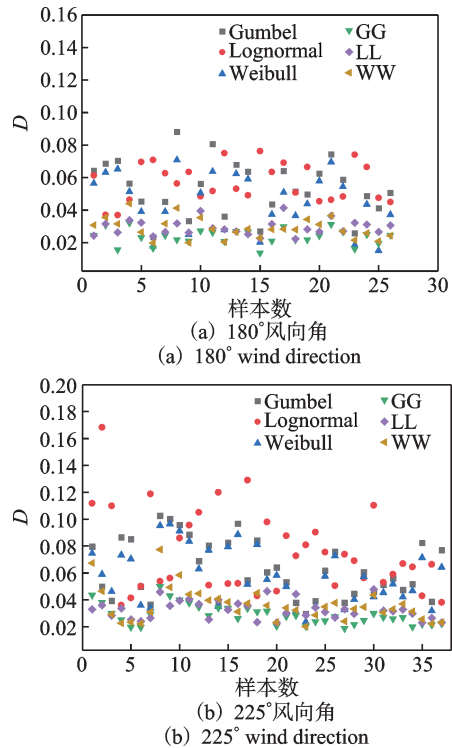 0.16
0.14
0.12
0.10
0.08
0.06
0.04
0.02
D
Gumbel
Lognormal
Weibull
GG
LL
WW
0 5 10 15 20 25 30
样本数
(a) 180°风向角
(a) 180° wind direction
0.20
0.18
0.16
0.14
0.12
0.10
0.08
0.06
0.04
0.02
D
Gumbel
Lognormal
Weibull
GG
LL
WW
0 5 10 15 20 25 30 35
样本数
(b) 225°风向角
(b) 225° wind direction